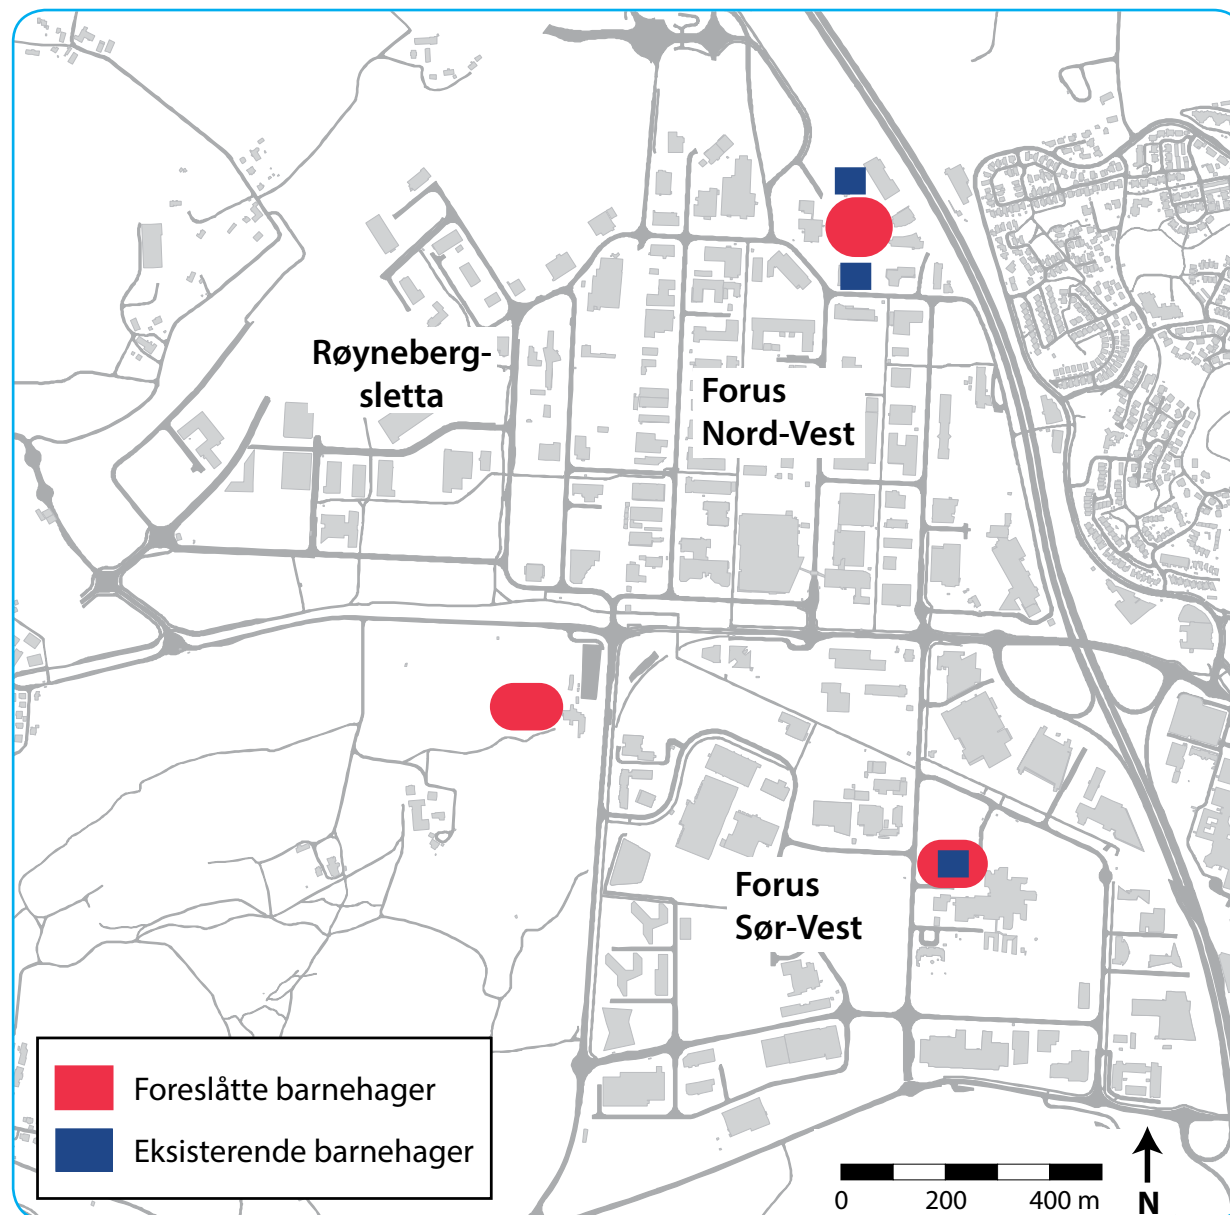 Røyneberg-
sletta
Forus
Nord-Vest
Forus
Sør-Vest
Foreslåtte barnehager
Eksisterende barnehager
0 200 400 m
N